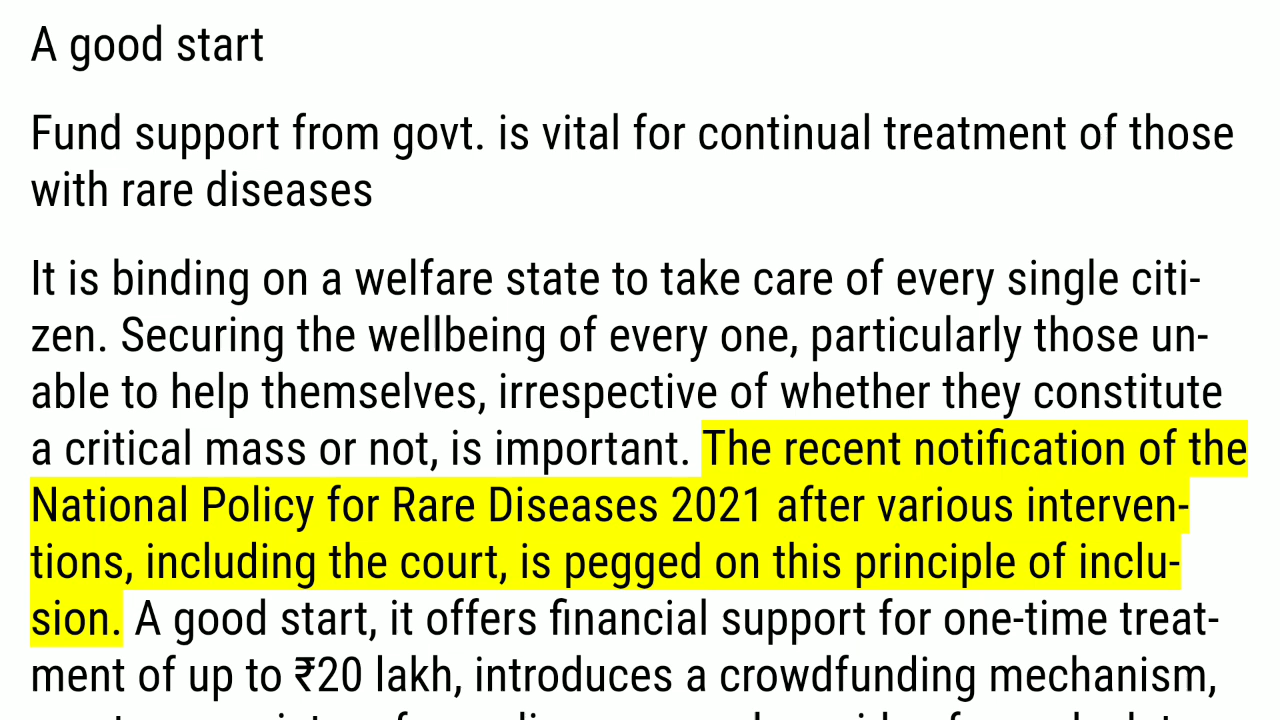 A good start
Fund support from govt. is vital for continual treatment of those
with rare diseases
It is binding on a welfare state to take care of every single citi-
zen. Securing the wellbeing of every one, particularly those un-
able to help themselves, irrespective of whether they constitute
a critical mass or not, is important. The recent notification of the
National Policy for Rare Diseases 2021 after various interven-
tions, including the court, is pegged on this principle of inclu-
sion. A good start, it offers financial support for one-time treat-
ment of up to ₹20 lakh, introduces a crowdfunding mechanism,